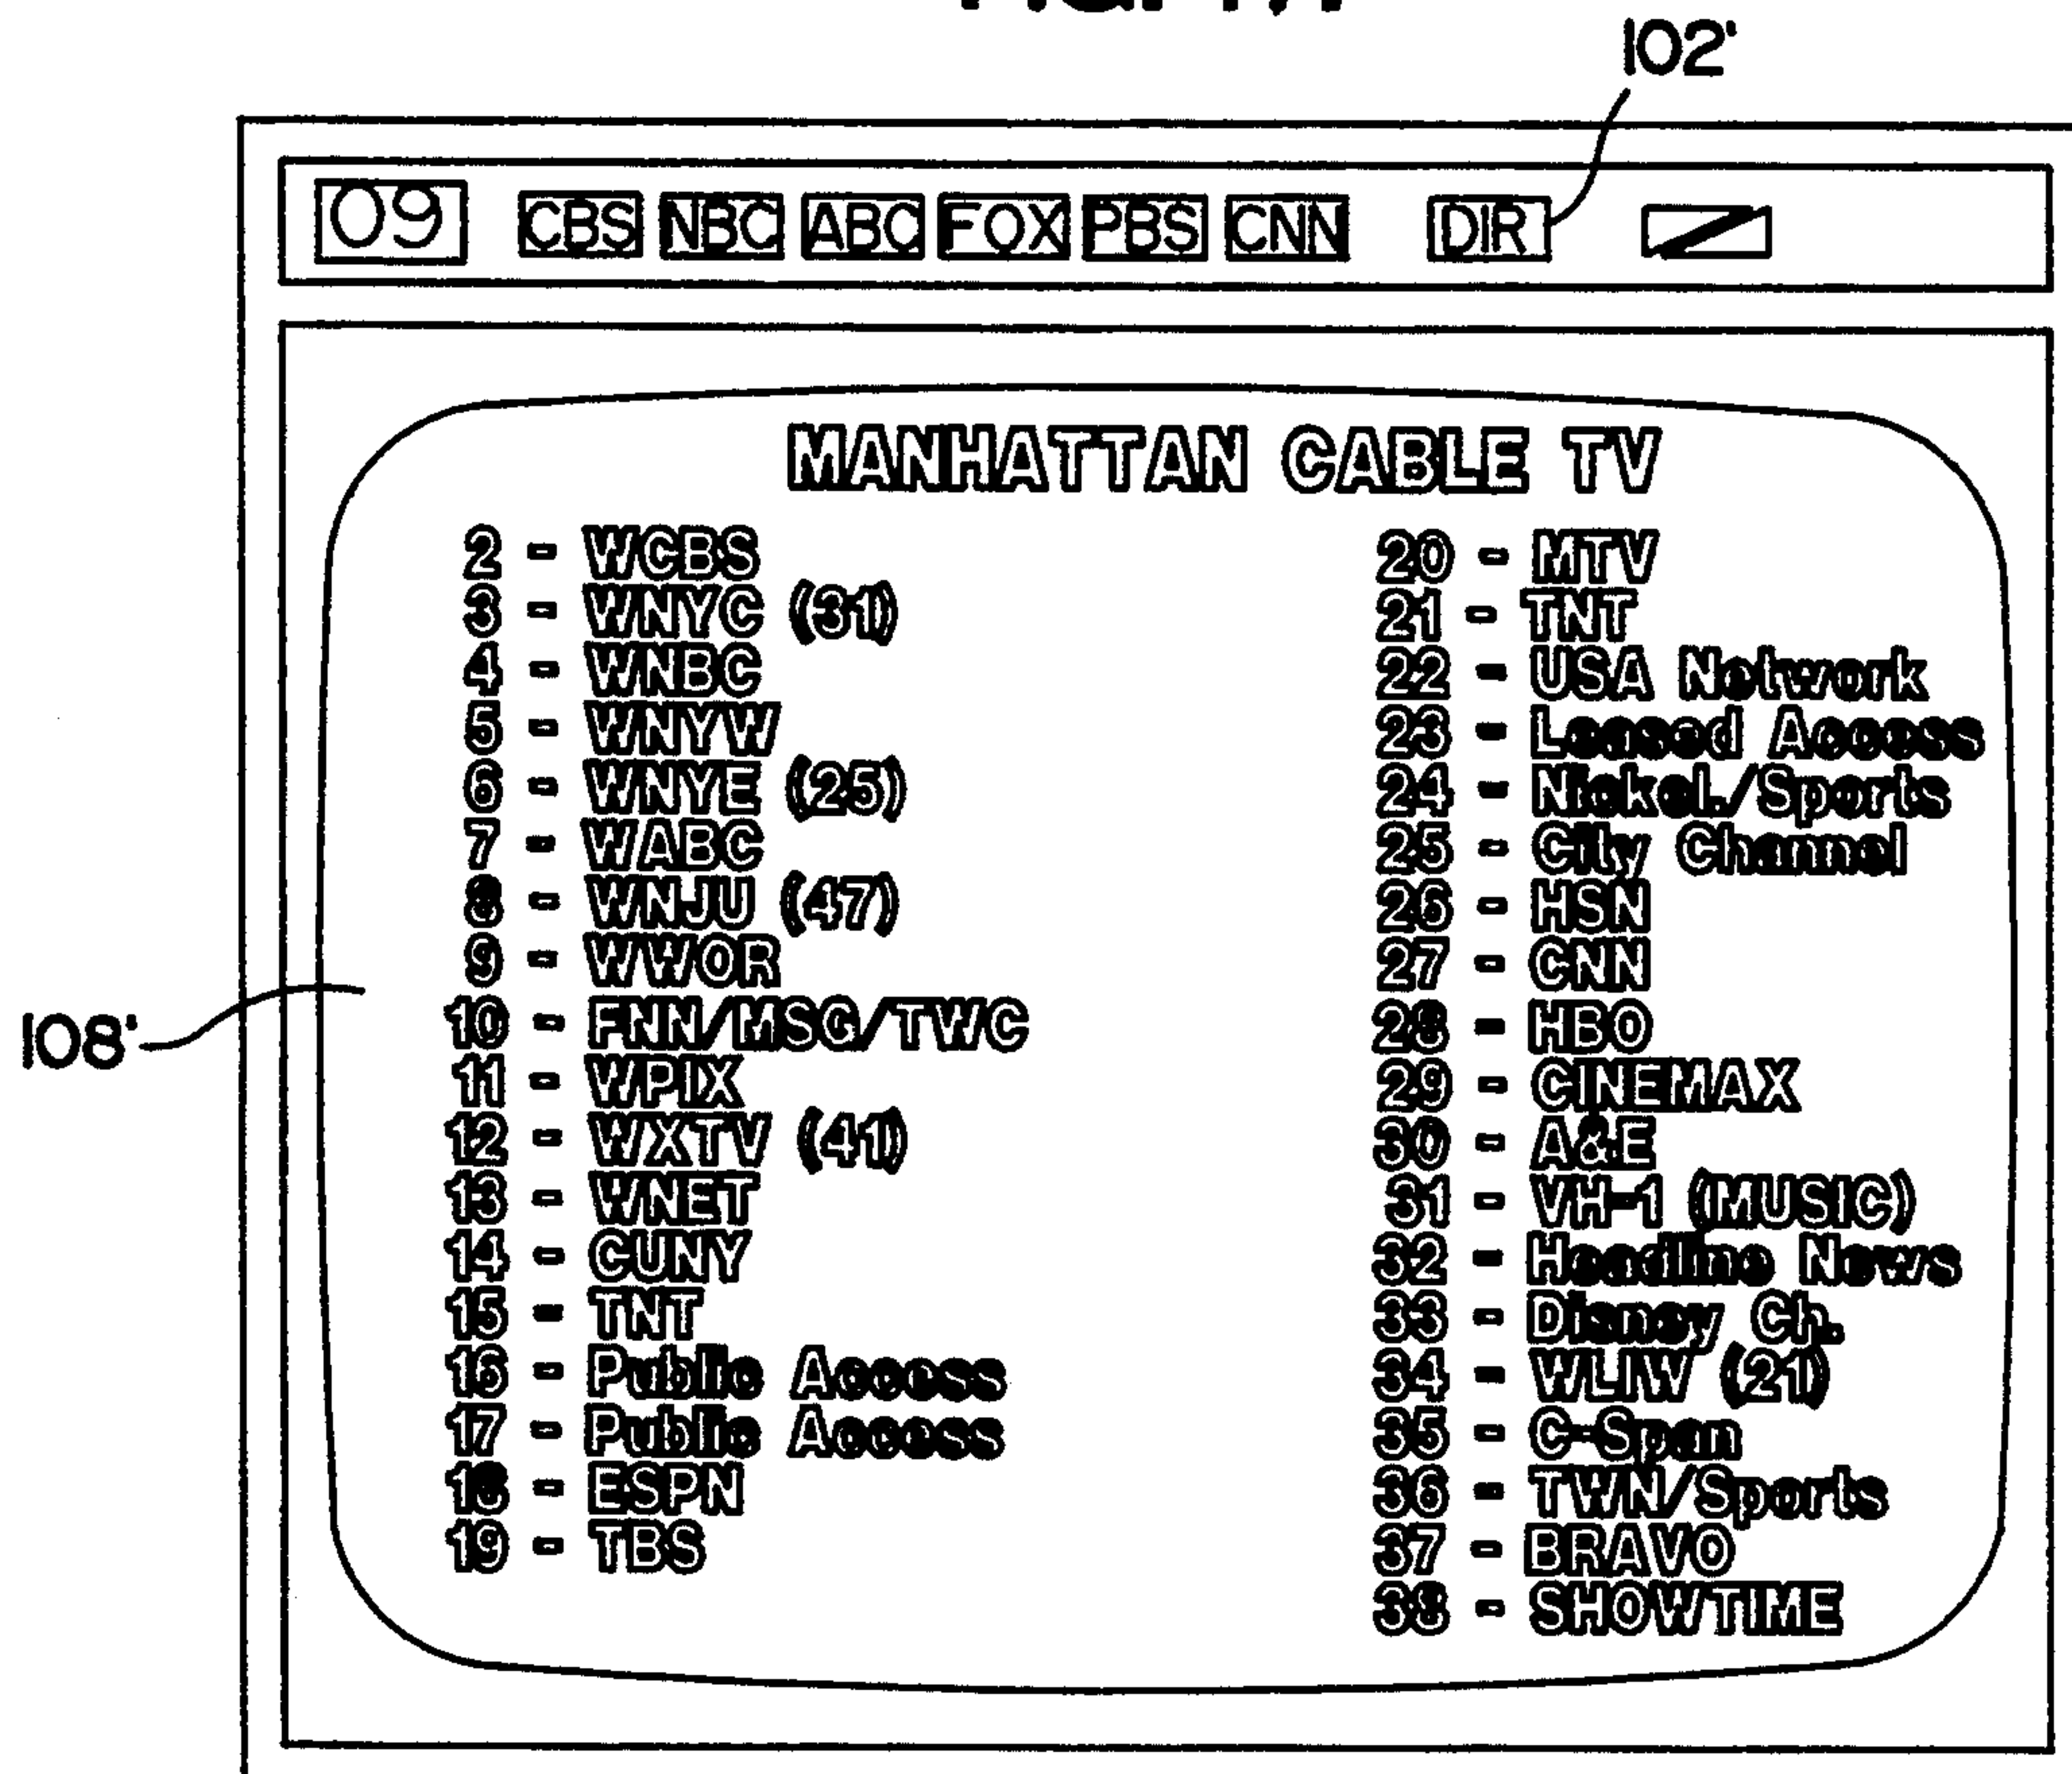 102'
09 CBS NBC ABC FOX PBS CNN DIR
MANHATTAN CABLE TV
2 - WCBS
3 - WNYC (31)
4 - WNBC
5 - WNYW
6 - WNYE (25)
7 - WABC
8 - WNJU (47)
9 - WWOR
10 - FNN/MSG/TWC
11 - WPIX
12 - WXTV (41)
13 - WNET
14 - CUNY
15 - TNT
16 - Public Access
17 - Public Access
18 - ESPN
19 - TBS
20 - MTV
21 - TNT
22 - USA Network
23 - Leased Access
24 - Nickel./Sports
25 - City Channel
26 - HSN
27 - CNN
28 - HBO
29 - CINEMAX
30 - A&E
31 - VH-1 (MUSIC)
32 - Headline News
33 - Disney Ch.
34 - WLIW (21)
35 - C-Span
36 - TWN/Sports
37 - BRAVO
38 - SHOWTIME
108'